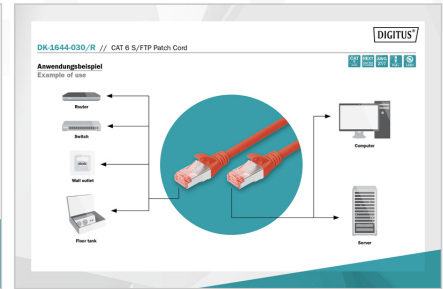 DIGITUS®
DK-1644-030/R // CAT 6 S/FTP Patch Cord
Anwendungsbeispiel
Example of use
Router
Switch
Wall outlet
Floor tank
Computer
Server